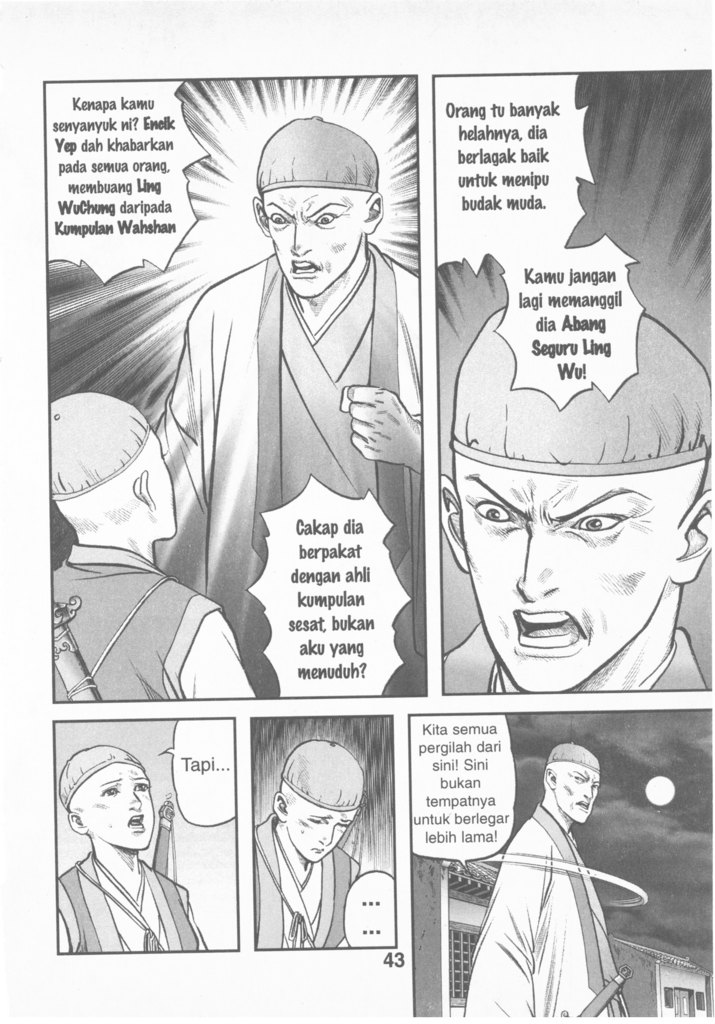 Kenapa kamu
senyanyuk ni? Encik
Yep dah khabarkan
pada semua orang,
membuang Ling
WuChung daripada
Kumpulan Wahshan
Cakap dia
berpakat
dengan ahli
kumpulan
sesat, bukan
aku yang
menuduh?
Orang tu banyak
helahnya, dia
berlagak baik
untuk menipu
budak muda.
Kamu jangan
lagi memanggil
dia Abang
Seguru Ling
Wu!
Tapi...
...
...
Kita semua
pergilah dari
sini! Sini
bukan
tempatnya
untuk berlegar
lebih lama!
43